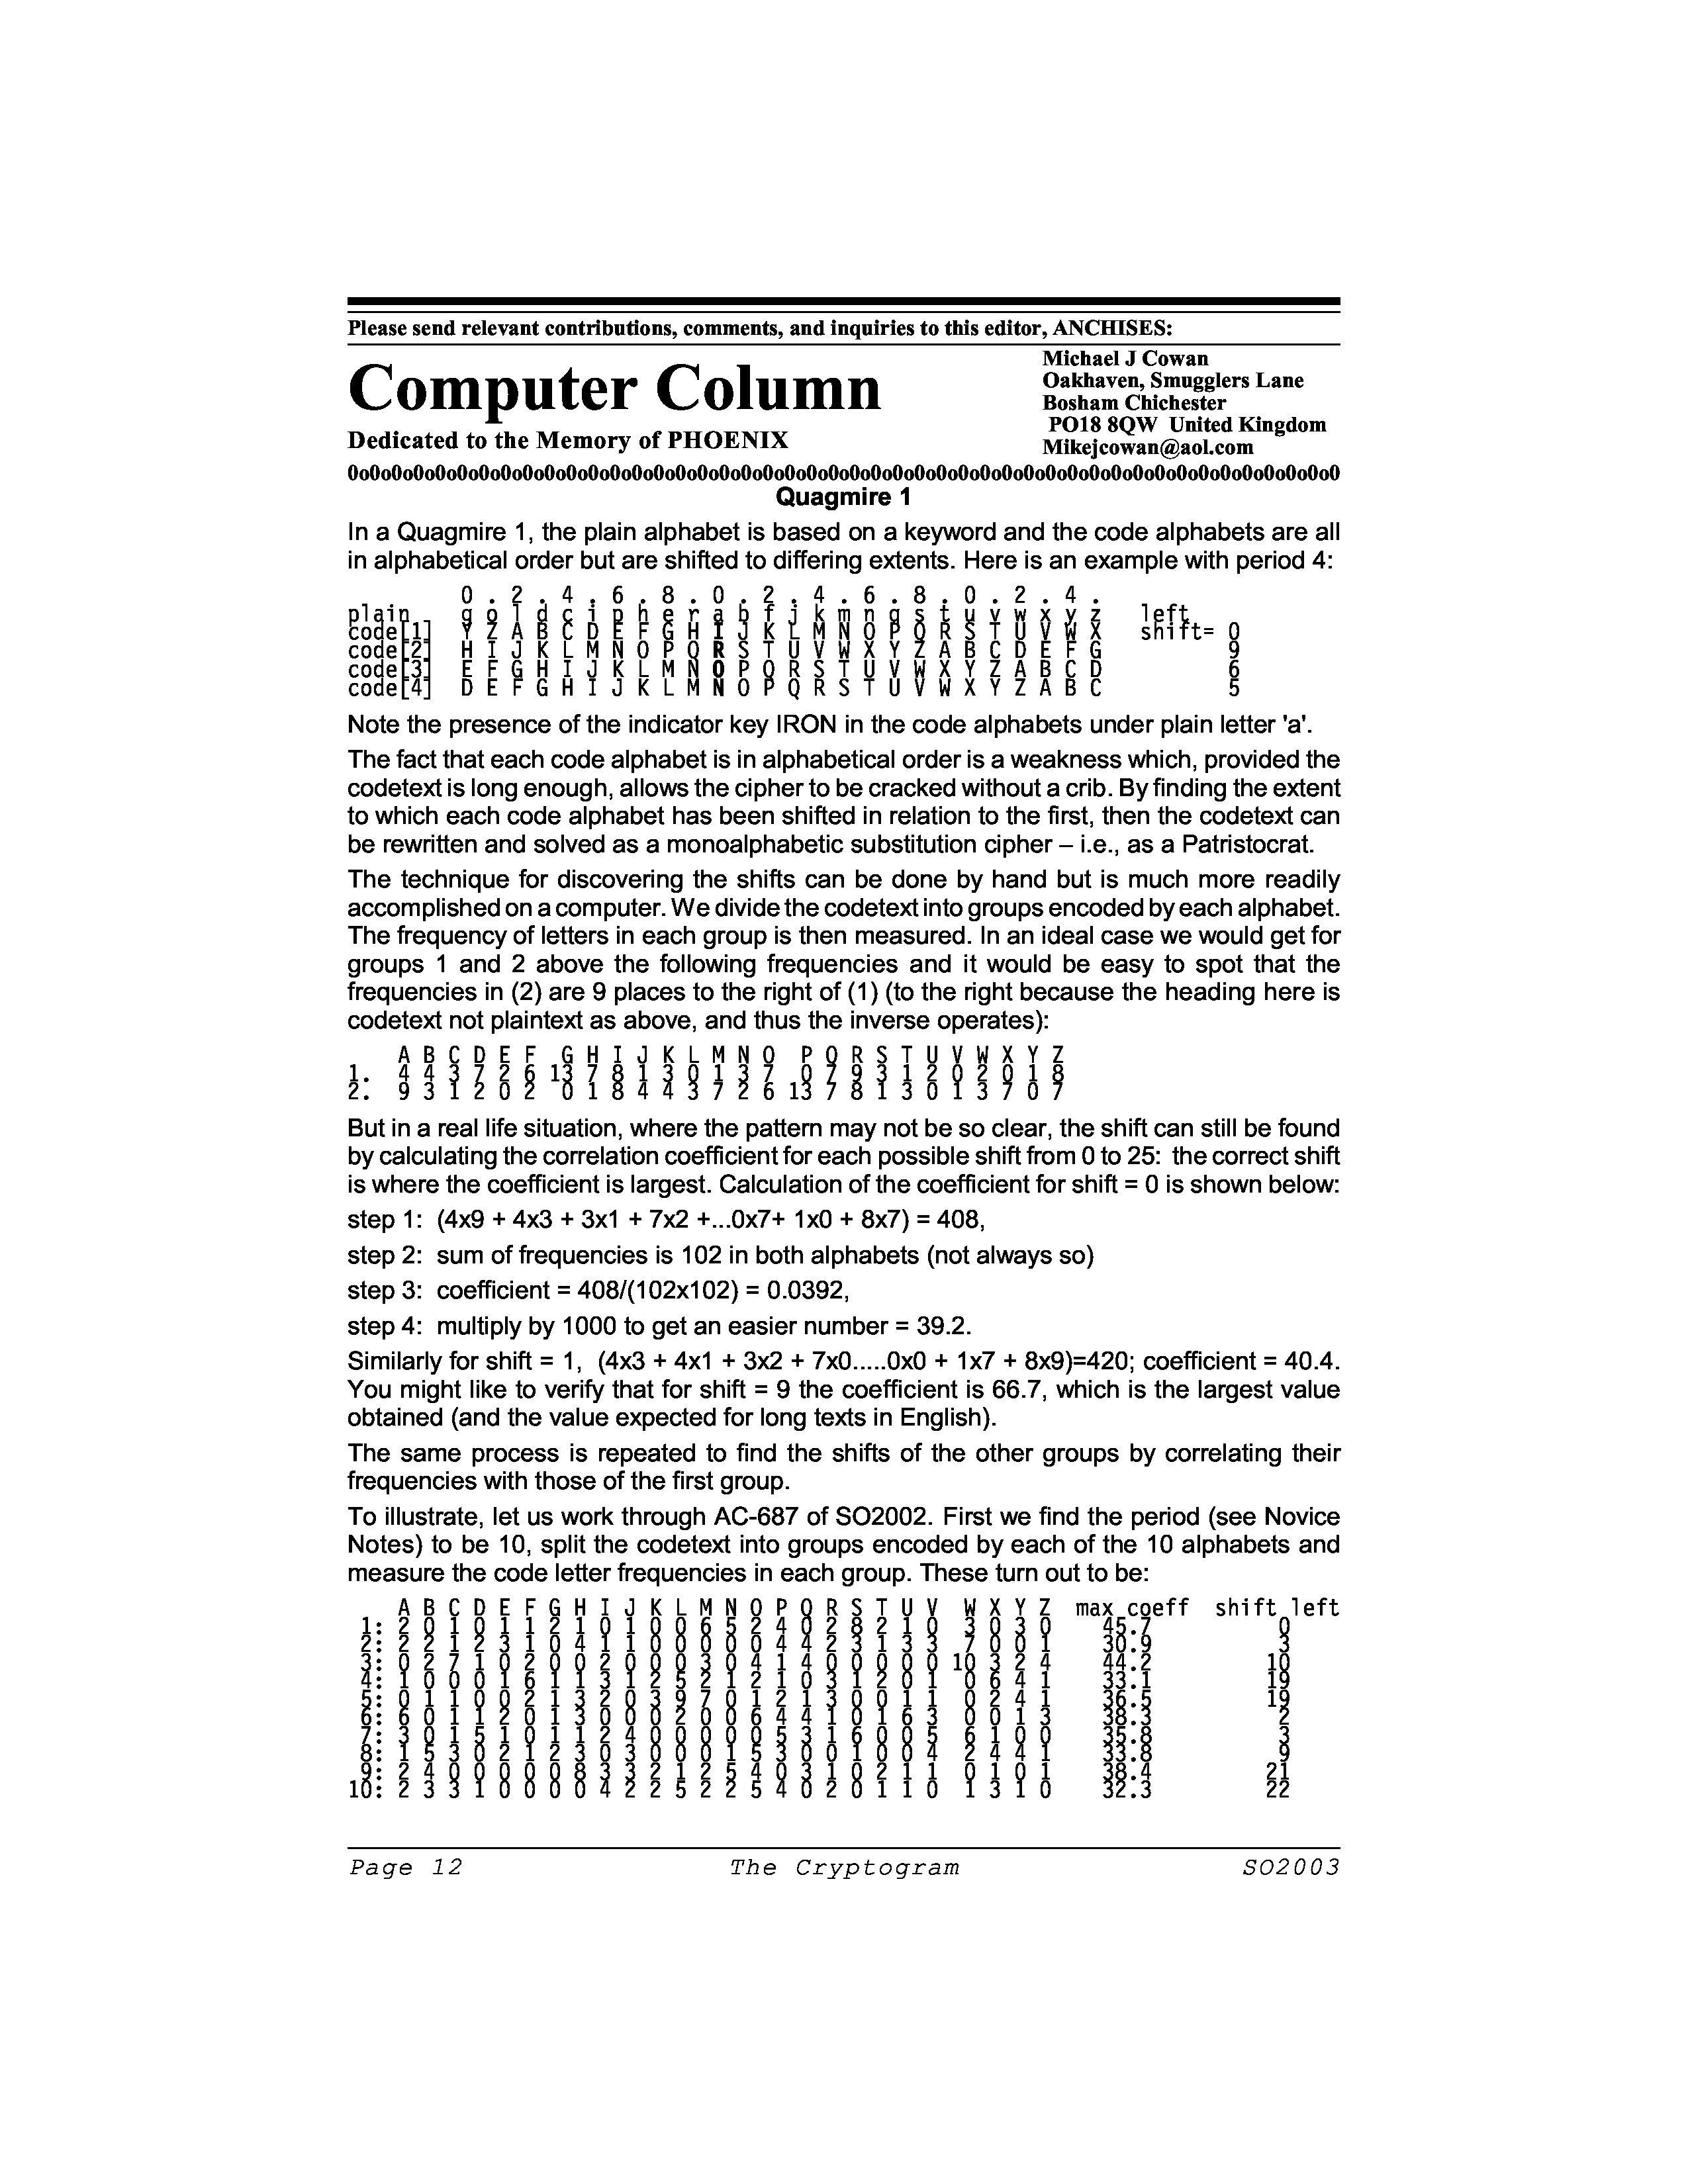 Please send relevant contributions, comments, and inquiries to this editor, ANCHISES:
Computer Column
Dedicated to the Memory of PHOENIX
Michael J Cowan
Oakhaven, Smugglers Lane
Bosham Chichester
PO18 8QW United Kingdom
Mikejcowan@aol.com
0o0o0o0o0o0o0o0o0o0o0o0o0o0o0o0o0o0o0o0o0o0o0o0o0o0o0o0o0o0o0o0o0o0o0o0o0o0o0o0o0o0o0o0o0o0
Quagmire 1
In a Quagmire 1, the plain alphabet is based on a keyword and the code alphabets are all
in alphabetical order but are shifted to differing extents. Here is an example with period 4:
0 . 2 . 4 . 6 . 8 . 0 . 2 . 4 . 6 . 8 . 0 . 2 . 4 .
plain g o l d c i p h e r a b f j k m n q s t u v w x y z left
code[1] Y Z A B C D E F G H I J K L M N O P Q R S T U V W X shift= 0
code[2] H I J K L M N O P Q R S T U V W X Y Z A B C D E F G 9
code[3] E F G H I J K L M N O P Q R S T U V W X Y Z A B C D 6
code[4] D E F G H I J K L M N O P Q R S T U V W X Y Z A B C 5
Note the presence of the indicator key IRON in the code alphabets under plain letter 'a'.
The fact that each code alphabet is in alphabetical order is a weakness which, provided the
codetext is long enough, allows the cipher to be cracked without a crib. By finding the extent
to which each code alphabet has been shifted in relation to the first, then the codetext can
be rewritten and solved as a monoalphabetic substitution cipher – i.e., as a Patristocrat.
The technique for discovering the shifts can be done by hand but is much more readily
accomplished on a computer. We divide the codetext into groups encoded by each alphabet.
The frequency of letters in each group is then measured. In an ideal case we would get for
groups 1 and 2 above the following frequencies and it would be easy to spot that the
frequencies in (2) are 9 places to the right of (1) (to the right because the heading here is
codetext not plaintext as above, and thus the inverse operates):
A B C D E F G H I J K L M N O P Q R S T U V W X Y Z
1. 4 4 3 7 2 6 13 7 8 1 3 0 1 3 7 0 7 9 3 1 2 0 2 0 1 8
2. 9 3 1 2 0 2 0 1 8 4 4 3 7 2 6 13 7 8 1 3 0 1 3 7 0 7
But in a real life situation, where the pattern may not be so clear, the shift can still be found
by calculating the correlation coefficient for each possible shift from 0 to 25: the correct shift
is where the coefficient is largest. Calculation of the coefficient for shift = 0 is shown below:
step 1: (4x9 + 4x3 + 3x1 + 7x2 +...0x7+ 1x0 + 8x7) = 408,
step 2: sum of frequencies is 102 in both alphabets (not always so)
step 3: coefficient = 408/(102x102) = 0.0392,
step 4: multiply by 1000 to get an easier number = 39.2.
Similarly for shift = 1, (4x3 + 4x1 + 3x2 + 7x0.....0x0 + 1x7 + 8x9)=420; coefficient = 40.4.
You might like to verify that for shift = 9 the coefficient is 66.7, which is the largest value
obtained (and the value expected for long texts in English).
The same process is repeated to find the shifts of the other groups by correlating their
frequencies with those of the first group.
To illustrate, let us work through AC-687 of SO2002. First we find the period (see Novice
Notes) to be 10, split the codetext into groups encoded by each of the 10 alphabets and
measure the code letter frequencies in each group. These turn out to be:
A B C D E F G H I J K L M N O P Q R S T U V W X Y Z max coeff shift left
1: 2 0 1 0 1 1 2 1 0 1 0 0 6 5 2 4 0 2 8 2 1 0 3 0 3 0 45.7 0
2: 2 2 1 2 3 1 0 4 1 1 0 0 0 0 0 4 4 2 3 1 3 3 7 0 0 1 30.9 3
3: 0 2 7 1 0 2 0 0 2 0 0 0 3 0 4 1 4 0 0 0 0 0 10 3 2 4 44.2 10
4: 1 0 0 0 1 6 1 1 3 1 2 5 2 1 2 1 0 3 1 2 0 1 0 6 4 1 33.1 19
5: 0 1 1 0 0 2 1 3 2 0 3 9 7 0 1 2 1 3 0 0 1 1 0 2 4 1 36.5 19
6: 6 0 1 1 2 0 1 3 0 0 0 2 0 0 6 4 4 1 0 1 6 3 0 0 1 3 38.3 2
7: 3 0 1 5 1 0 1 1 2 4 0 0 0 0 0 5 3 1 6 0 0 5 6 1 0 0 35.8 3
8: 1 5 3 0 2 1 2 3 0 3 0 0 0 1 5 3 0 0 1 0 0 4 2 4 4 1 33.8 9
9: 2 4 0 0 0 0 0 8 3 3 2 1 2 5 4 0 3 1 0 2 1 1 0 1 0 1 38.4 21
10: 2 3 3 1 0 0 0 0 4 2 2 5 2 2 5 4 0 2 0 1 1 0 1 3 1 0 32.3 22
Page 12 The Cryptogram SO2003